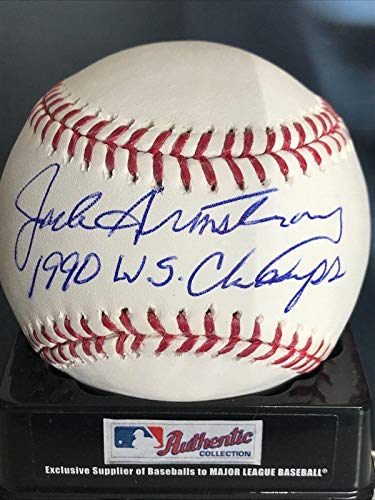 Jack Armstrong
1990 W.S. Champs
Authentic
COLLECTION
Exclusive Supplier of Baseballs to MAJOR LEAGUE BASEBALL®